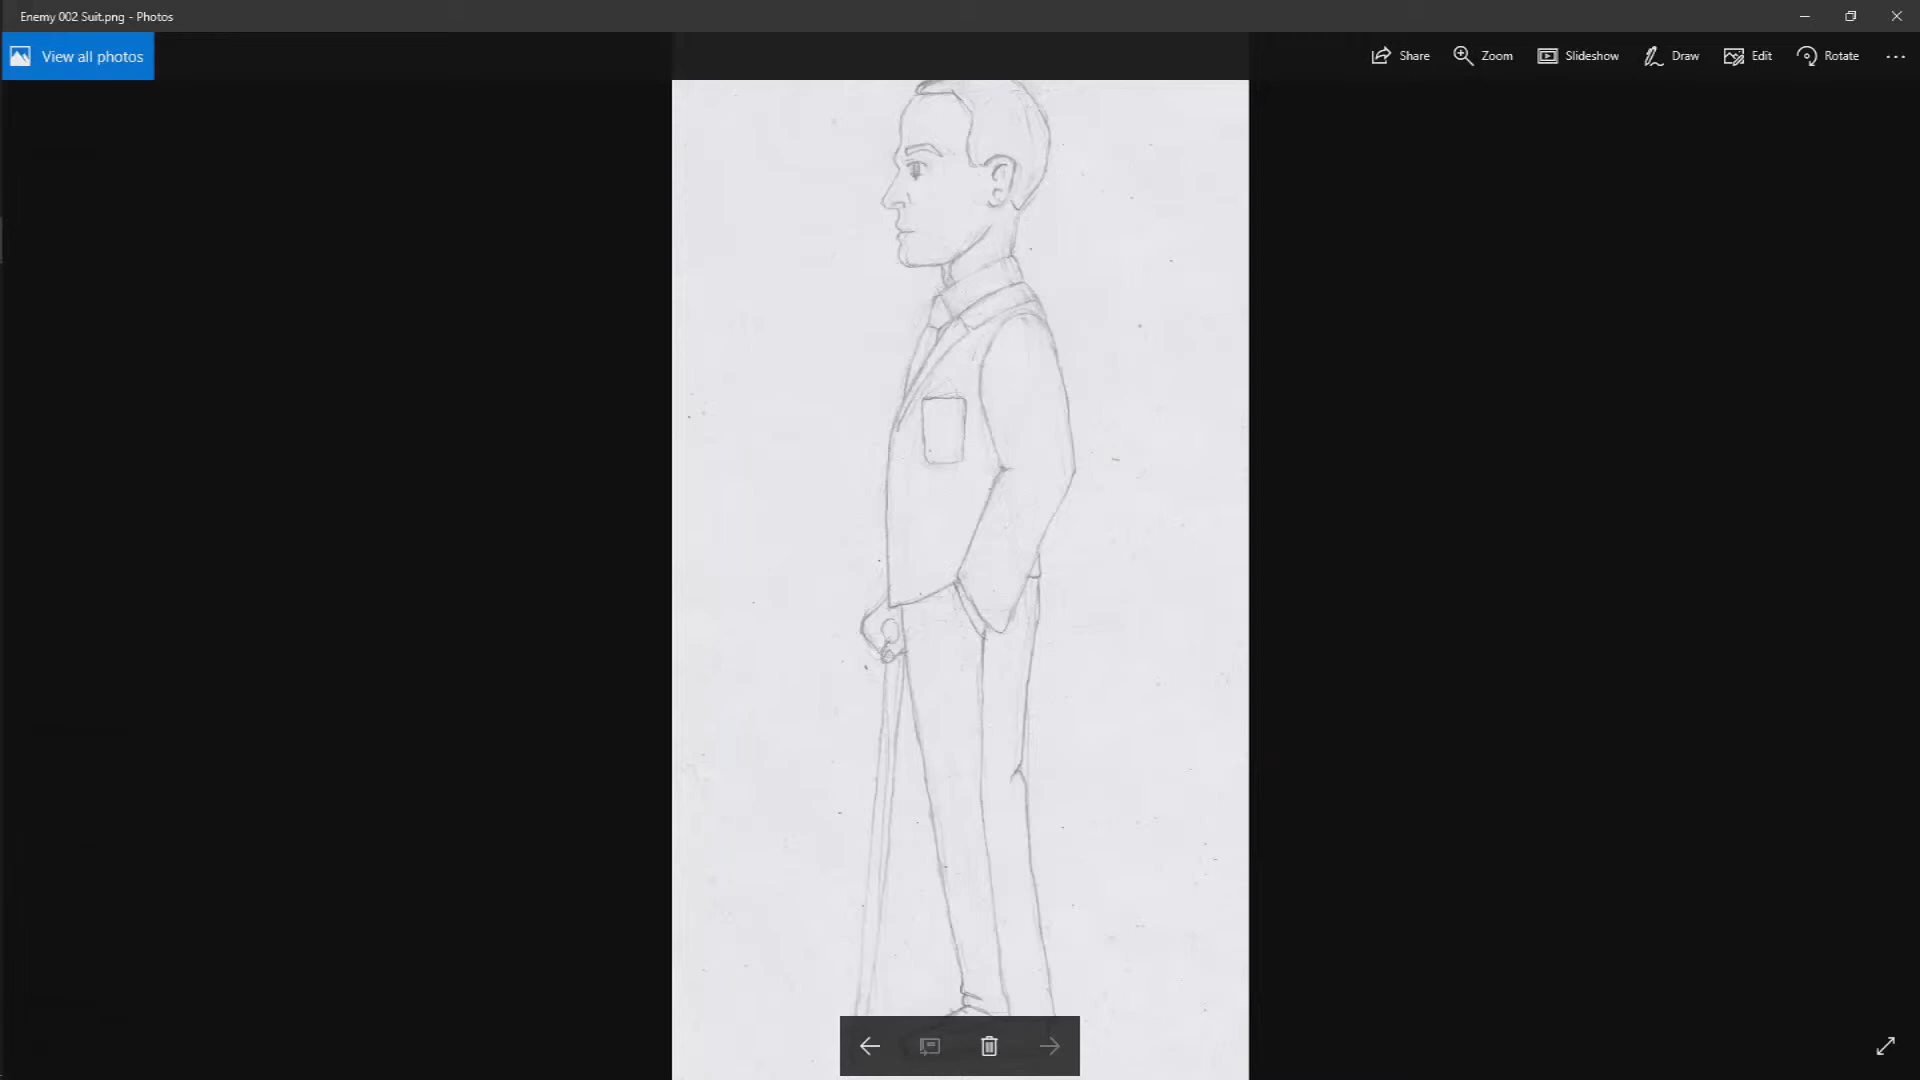 Enemy 002 Suit.png - Photos
View all photos
Share
Zoom
Slideshow
Draw
Edit
Rotate